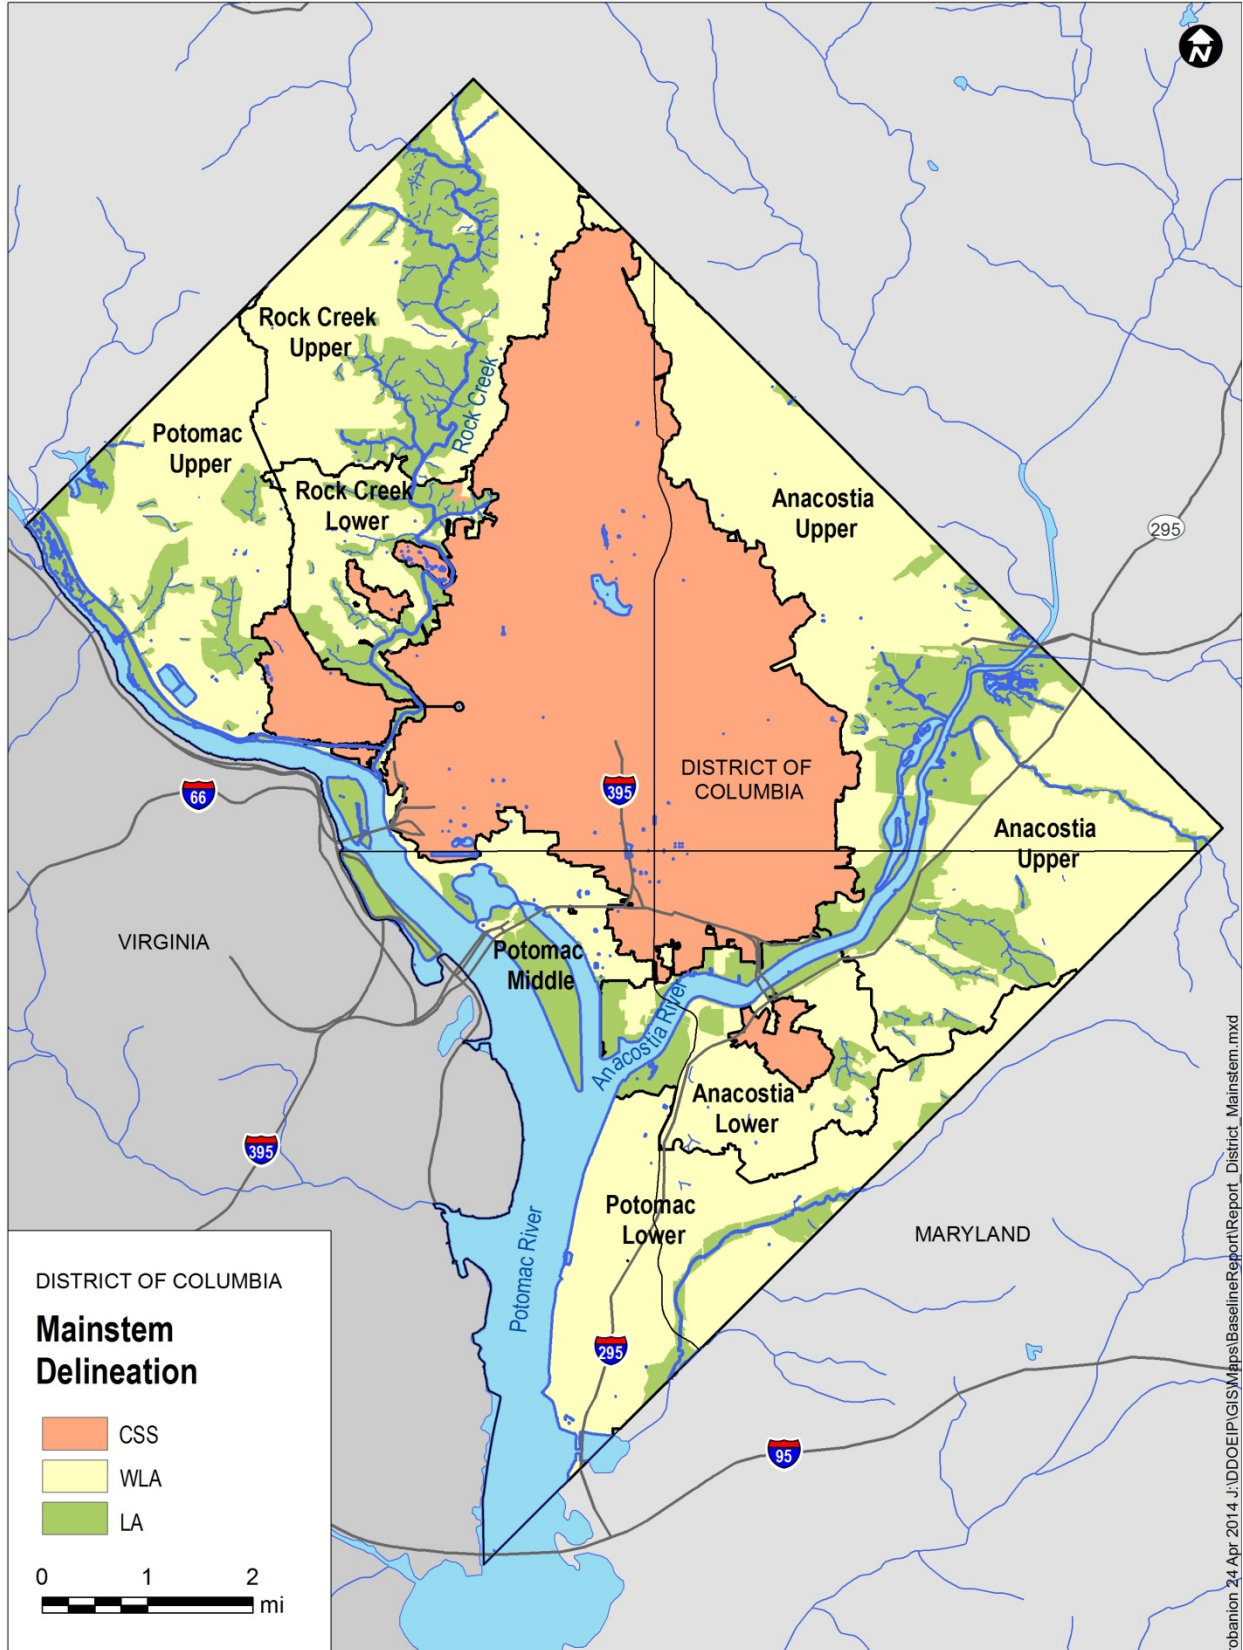 N
Rock Creek
Upper
Rock Creek
Potomac
Upper
Rock Creek
Lower
Anacostia
Upper
295
66
395
DISTRICT OF
COLUMBIA
Anacostia
Upper
VIRGINIA
Potomac
Middle
Anacostia River
Anacostia
Lower
395
Potomac
Lower
MARYLAND
Potomac River
295
95
DISTRICT OF COLUMBIA
Mainstem
Delineation
CSS
WLA
LA
0 1 2
mi
robanion 24 Apr 2014 J:\DDOEIP\GIS\Maps\BaselineReport\Report_District_Mainstem.mxd